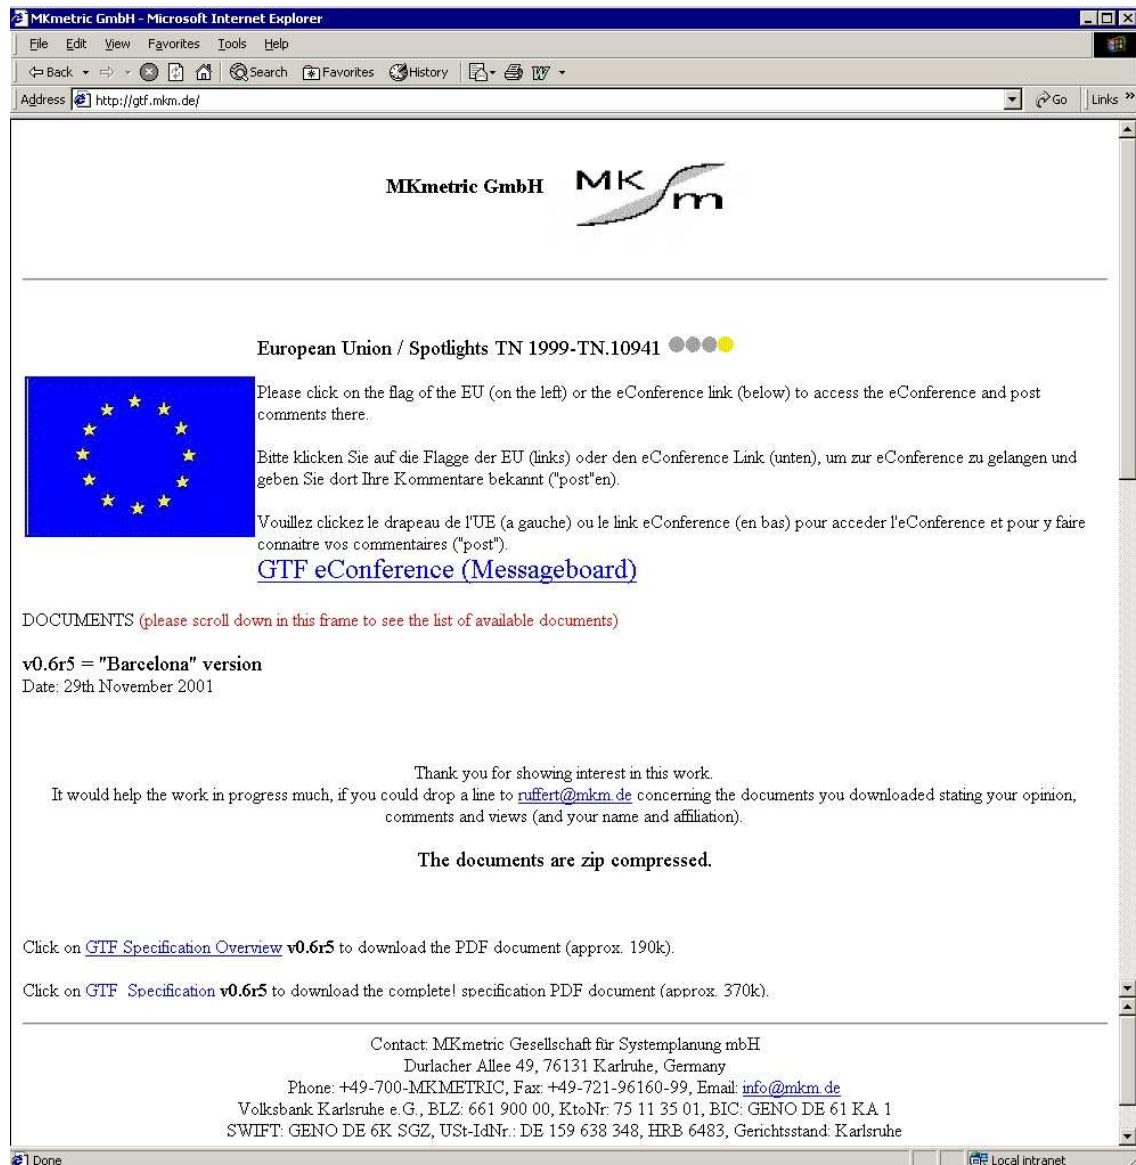 MKmetric GmbH - Microsoft Internet Explorer
File Edit View Favorites Tools Help
Back Search Favorites History
Address http://gtf.mkm.de/ Go Links »
MKmetric GmbH MK m
European Union / Spotlights TN 1999-TN.10941
Please click on the flag of the EU (on the left) or the eConference link (below) to access the eConference and post
comments there.
Bitte klicken Sie auf die Flagge der EU (links) oder den eConference Link (unten), um zur eConference zu gelangen und
geben Sie dort Ihre Kommentare bekannt ("post"en).
Vouillez clickez le drapeau de l'UE (a gauche) ou le link eConference (en bas) pour acceder l'eConference et pour y faire
connaitre vos commentaires ("post").
GTF eConference (Messageboard)
DOCUMENTS (please scroll down in this frame to see the list of available documents)
v0.6r5 = "Barcelona" version
Date: 29th November 2001
Thank you for showing interest in this work.
It would help the work in progress much, if you could drop a line to ruffert@mkm.de concerning the documents you downloaded stating your opinion,
comments and views (and your name and affiliation).
The documents are zip compressed.
Click on GTF Specification Overview v0.6r5 to download the PDF document (approx. 190k).
Click on GTF Specification v0.6r5 to download the complete! specification PDF document (approx. 370k).
Contact: MKmetric Gesellschaft für Systemplanung mbH
Durlacher Allee 49, 76131 Karlruhe, Germany
Phone: +49-700-MKMETRIC, Fax: +49-721-96160-99, Email: info@mkm.de
Volksbank Karlsruhe e.G., BLZ: 661 900 00, KtoNr: 75 11 35 01, BIC: GENO DE 61 KA 1
SWIFT: GENO DE 6K SGZ, USt-IdNr.: DE 159 638 348, HRB 6483, Gerichtsstand: Karlsruhe
Done Local intranet